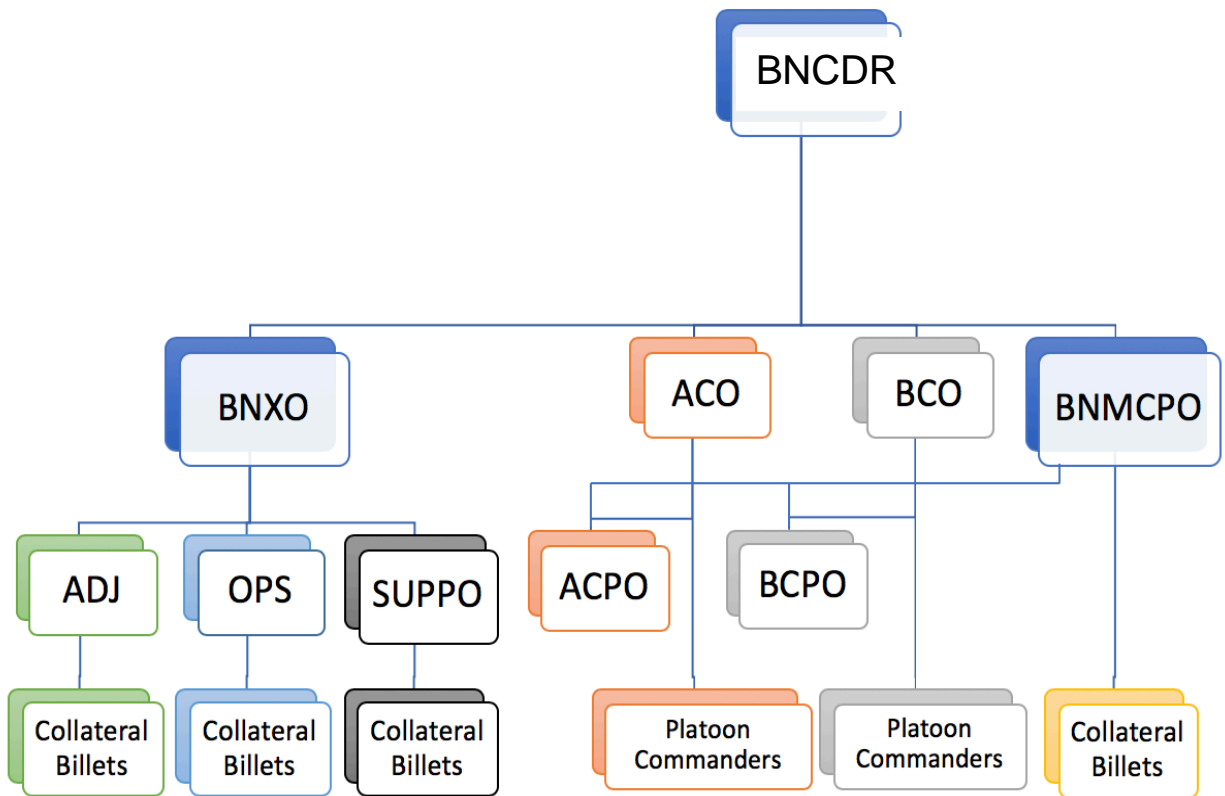 BNCDR
BNXO
ACO
BCO
BNMCPO
ADJ
OPS
SUPPO
ACPO
BCPO
Collateral
Billets
Collateral
Billets
Collateral
Billets
Platoon
Commanders
Platoon
Commanders
Collateral
Billets